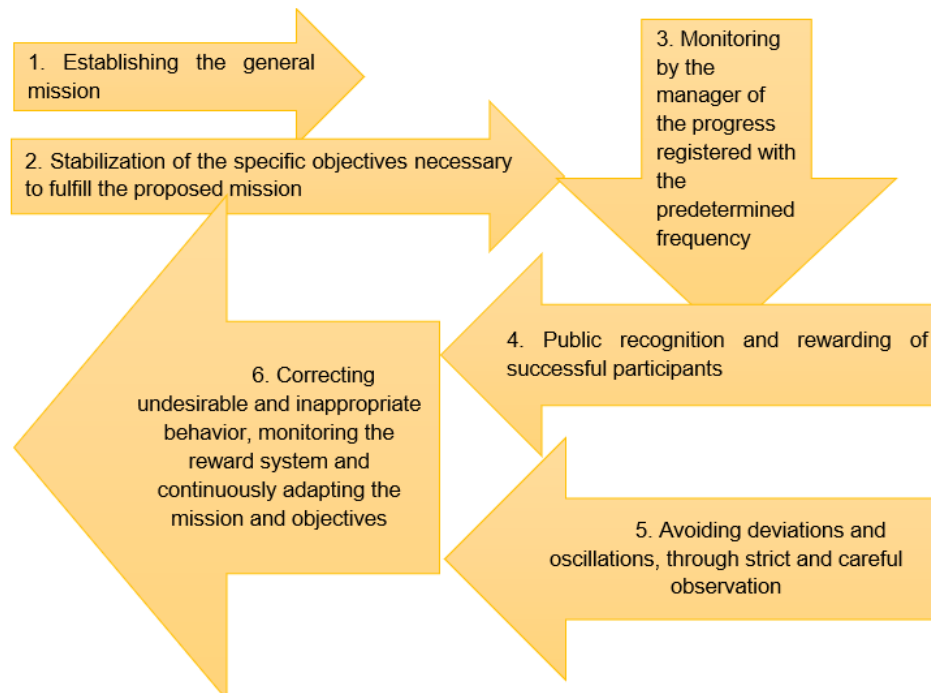 1. Establishing the general
mission
2. Stabilization of the specific objectives necessary
to fulfill the proposed mission
3. Monitoring
by the
manager of
the progress
registered with
the
predetermined
frequency
4. Public recognition and rewarding of
successful participants
5. Avoiding deviations and
oscillations, through strict and careful
observation
6. Correcting
undesirable and inappropriate
behavior, monitoring the
reward system and
continuously adapting the
mission and objectives